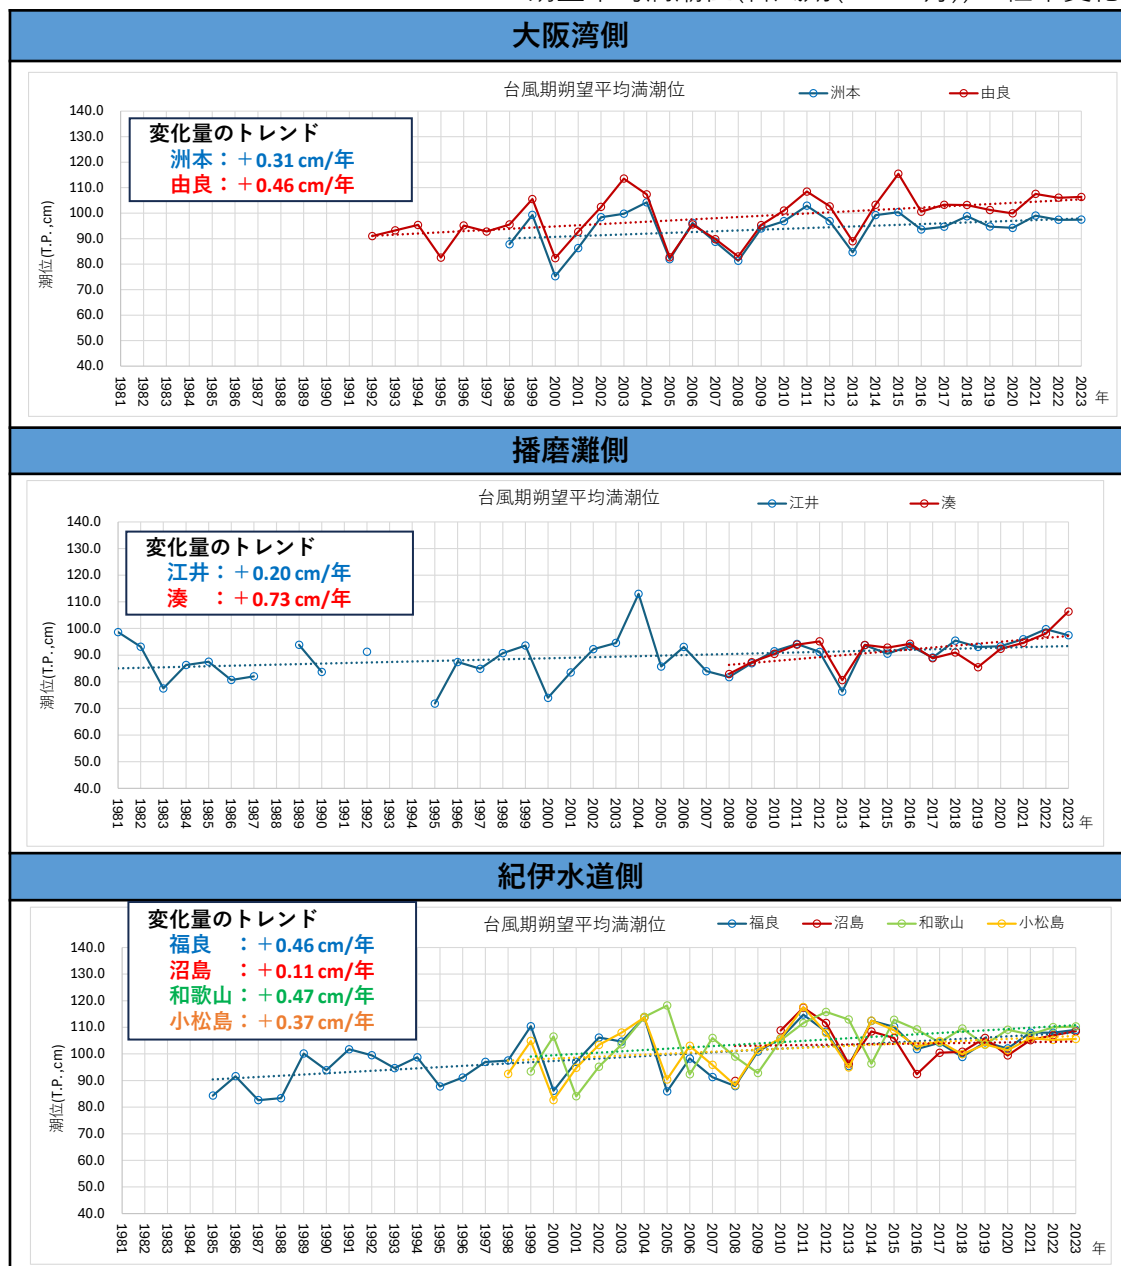 大阪湾側
台風期朔望平均満潮位
洲本
由良
変化量のトレンド
洲本：＋0.31 cm/年
由良：＋0.46 cm/年
潮位(T.P.,cm)
140.0
130.0
120.0
110.0
100.0
90.0
80.0
70.0
60.0
50.0
40.0
1981 1982 1983 1984 1985 1986 1987 1988 1989 1990 1991 1992 1993 1994 1995 1996 1997 1998 1999 2000 2001 2002 2003 2004 2005 2006 2007 2008 2009 2010 2011 2012 2013 2014 2015 2016 2017 2018 2019 2020 2021 2022 2023 年
播磨灘側
台風期朔望平均満潮位
江井
湊
変化量のトレンド
江井：＋0.20 cm/年
湊　：＋0.73 cm/年
潮位(T.P.,cm)
140.0
130.0
120.0
110.0
100.0
90.0
80.0
70.0
60.0
50.0
40.0
1981 1982 1983 1984 1985 1986 1987 1988 1989 1990 1991 1992 1993 1994 1995 1996 1997 1998 1999 2000 2001 2002 2003 2004 2005 2006 2007 2008 2009 2010 2011 2012 2013 2014 2015 2016 2017 2018 2019 2020 2021 2022 2023 年
紀伊水道側
台風期朔望平均満潮位
福良
沼島
和歌山
小松島
変化量のトレンド
福良　：＋0.46 cm/年
沼島　：＋0.11 cm/年
和歌山：＋0.47 cm/年
小松島：＋0.37 cm/年
潮位(T.P.,cm)
140.0
130.0
120.0
110.0
100.0
90.0
80.0
70.0
60.0
50.0
40.0
1981 1982 1983 1984 1985 1986 1987 1988 1989 1990 1991 1992 1993 1994 1995 1996 1997 1998 1999 2000 2001 2002 2003 2004 2005 2006 2007 2008 2009 2010 2011 2012 2013 2014 2015 2016 2017 2018 2019 2020 2021 2022 2023 年